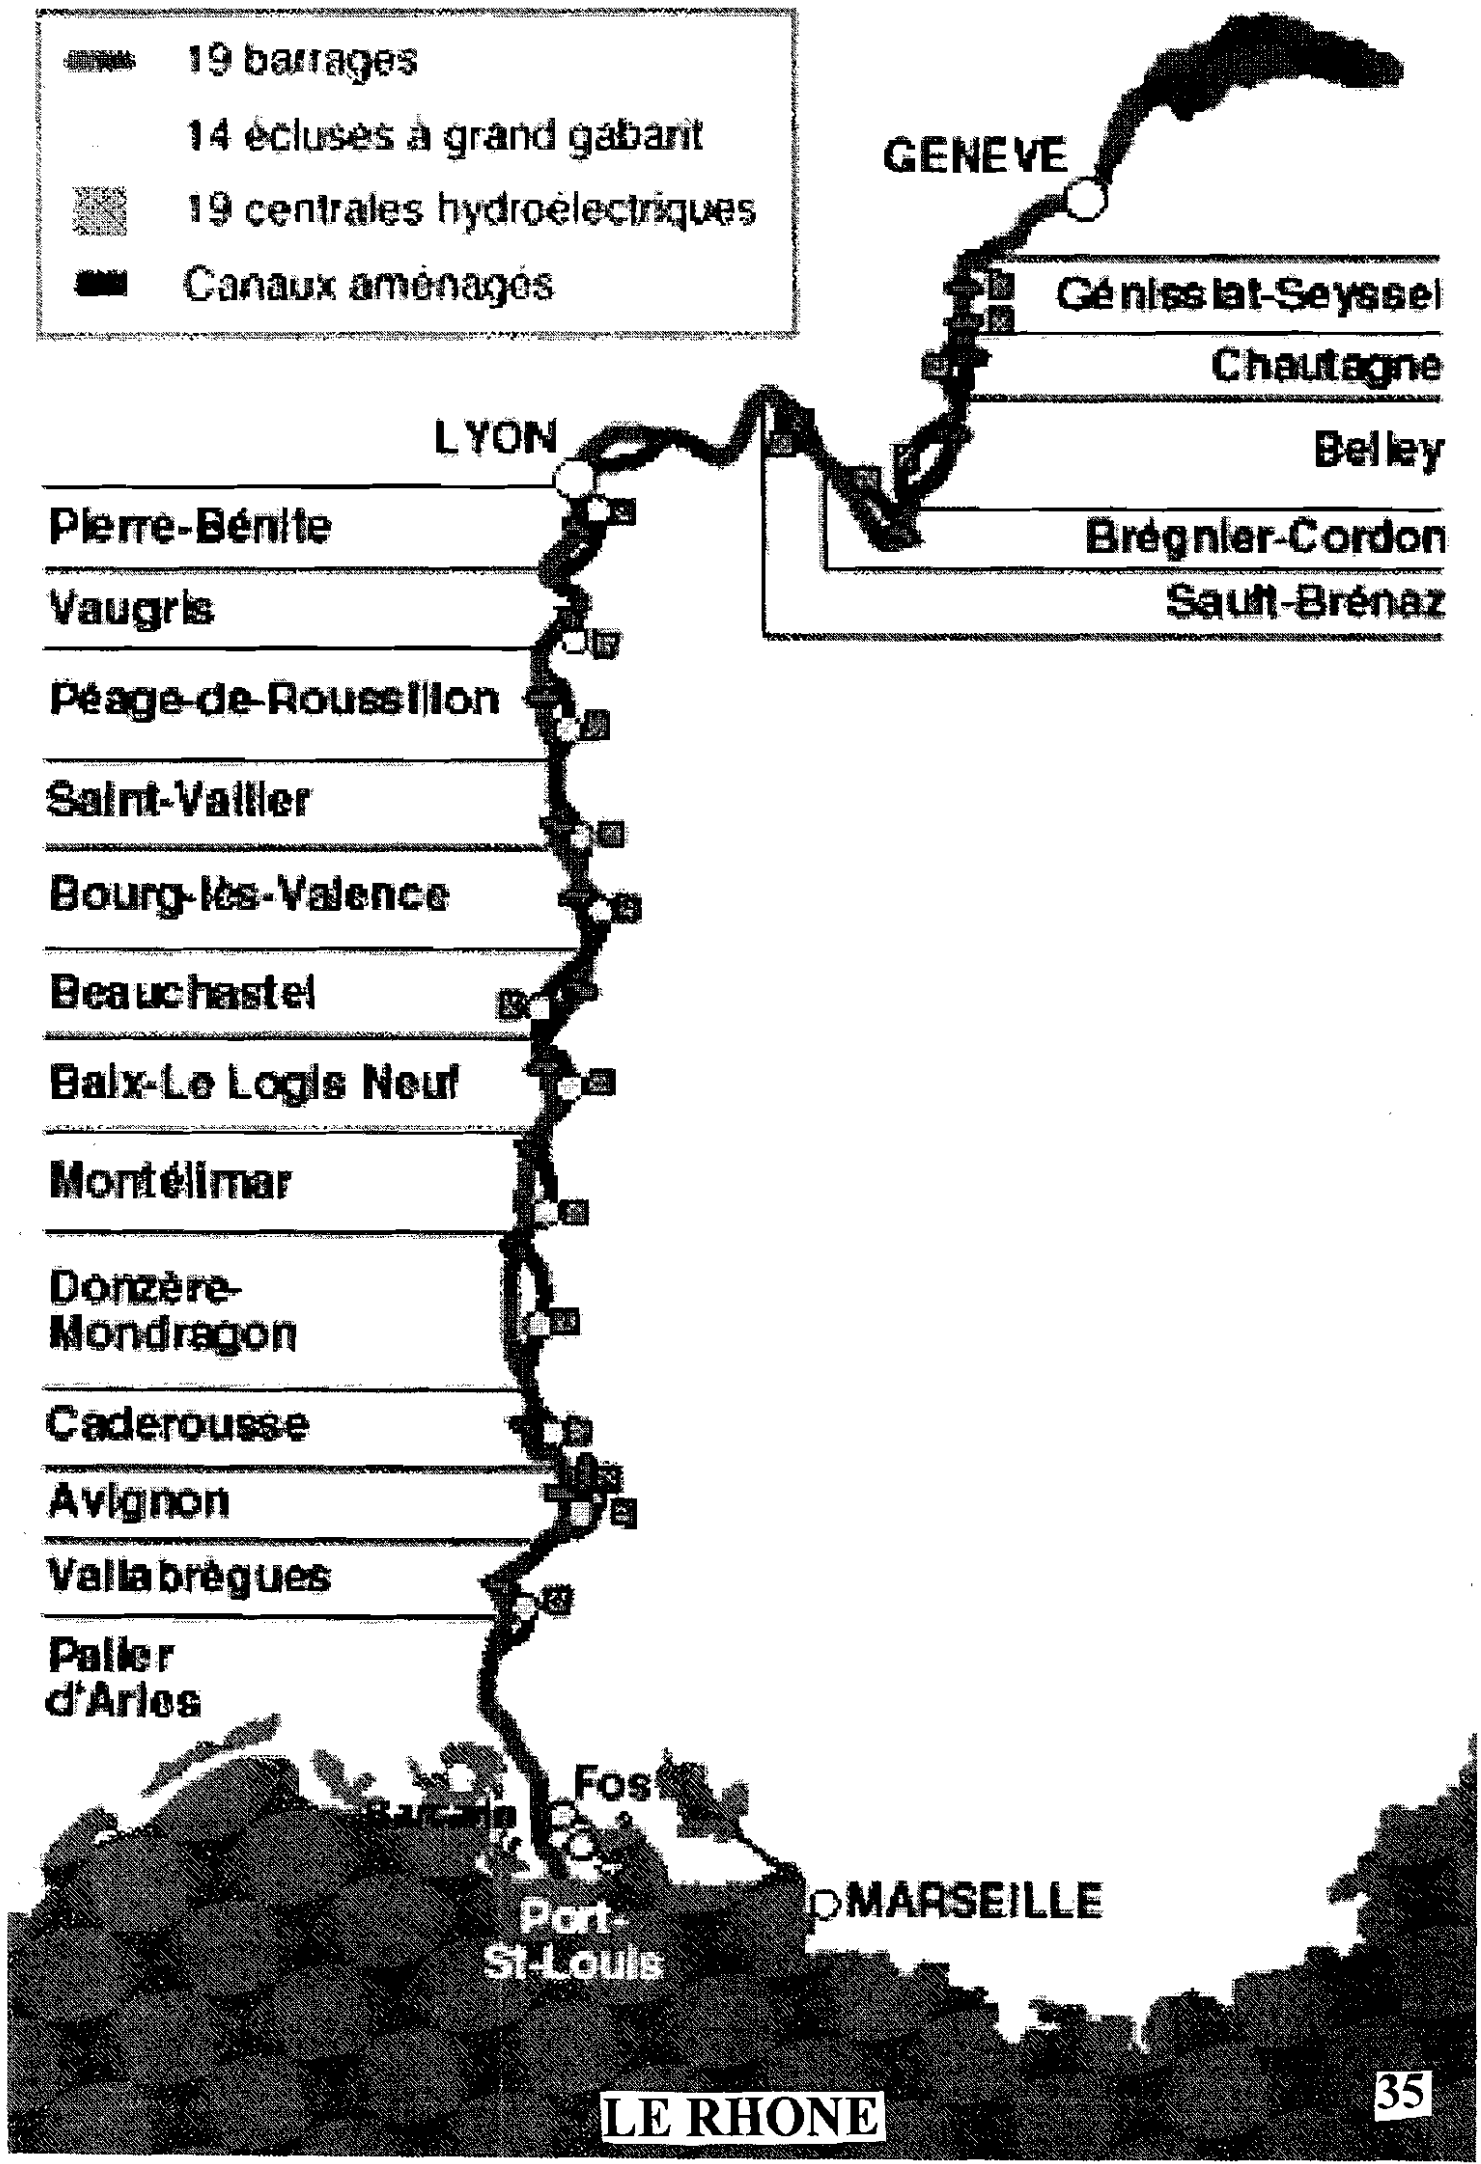 19 barrages
14 écluses à grand gabarit
19 centrales hydroélectriques
Canaux aménagés
GENEVE
Génissiat-Seyssel
Chautagne
Belley
Brégnier-Cordon
Sault-Brénaz
LYON
Pierre-Bénite
Vaugris
Péage-de-Roussillon
Saint-Vallier
Bourg-lès-Valence
Beauchastel
Baix-Le Logis Neuf
Montélimar
Donzère-
Mondragon
Caderousse
Avignon
Vallabrègues
Palier
d'Arles
Fos
Barcarin
MARSEILLE
Port-
St-Louis
LE RHONE
35